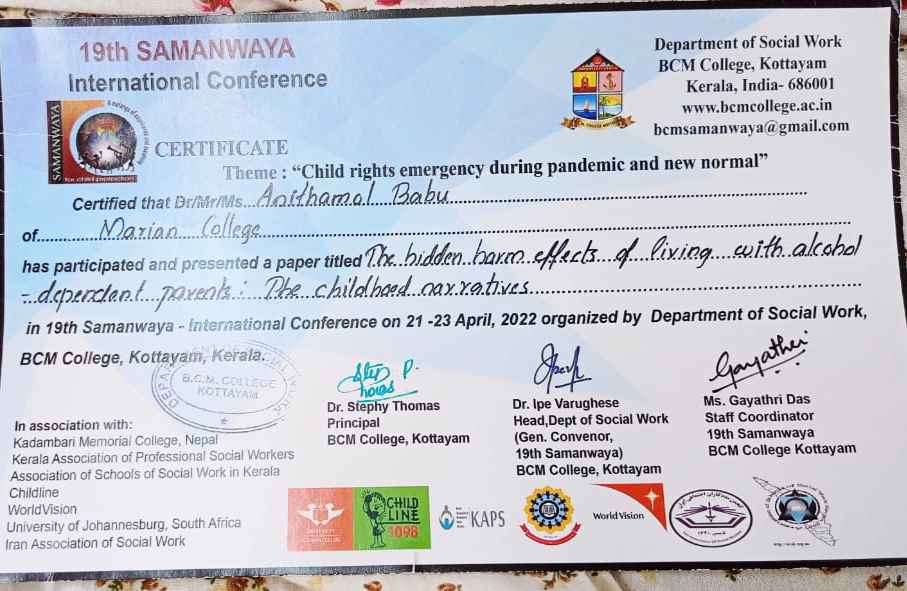 19th SAMANWAYA
International Conference
SAMANWAYA
CERTIFICATE
Department of Social Work
BCM College, Kottayam
Kerala, India- 686001
www.bcmcollege.ac.in
bcmsamanwaya@gmail.com
Theme : “Child rights emergency during pandemic and new normal”
Certified that Dr/Mr/Ms...Anithamol Babu
of Marian College
has participated and presented a paper titled The hidden harm effects of living with alcohol
- dependent parents: The childhood narratives
in 19th Samanwaya - International Conference on 21 -23 April, 2022 organized by Department of Social Work,
BCM College, Kottayam, Kerala.
B.C.M. COLLEGE
KOTTAYAM
Gayathri
Dr. Stephy Thomas
Principal
BCM College, Kottayam
Dr. Ipe Varughese
Head,Dept of Social Work
(Gen. Convenor,
19th Samanwaya)
BCM College, Kottayam
Ms. Gayathri Das
Staff Coordinator
19th Samanwaya
BCM College Kottayam
In association with:
Kadambari Memorial College, Nepal
Kerala Association of Professional Social Workers
Association of Schools of Social Work in Kerala
Childline
WorldVision
University of Johannesburg, South Africa
Iran Association of Social Work
CHILD
LINE
1098
KAPS
World Vision